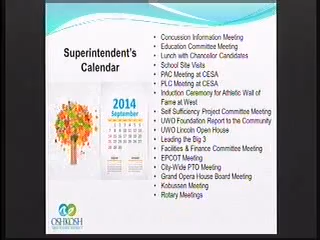 Superintendent's
Calendar
2014
September
• Concussion Information Meeting
• Education Committee Meeting
• Lunch with Chancellor Candidates
• School Site Visits
• PAC Meeting at CESA
• PLC Meeting at CESA
• Induction Ceremony for Athletic Wall of
Fame at West
• Self Sufficiency Project Committee Meeting
• UWO Foundation Report to the Community
• UWO Lincoln Open House
• Leading the Big 3
• Facilities & Finance Committee Meeting
• EPCOT Meeting
• City-Wide PTO Meeting
• Grand Opera House Board Meeting
• Kobussen Meeting
• Rotary Meetings
OSHKOSH